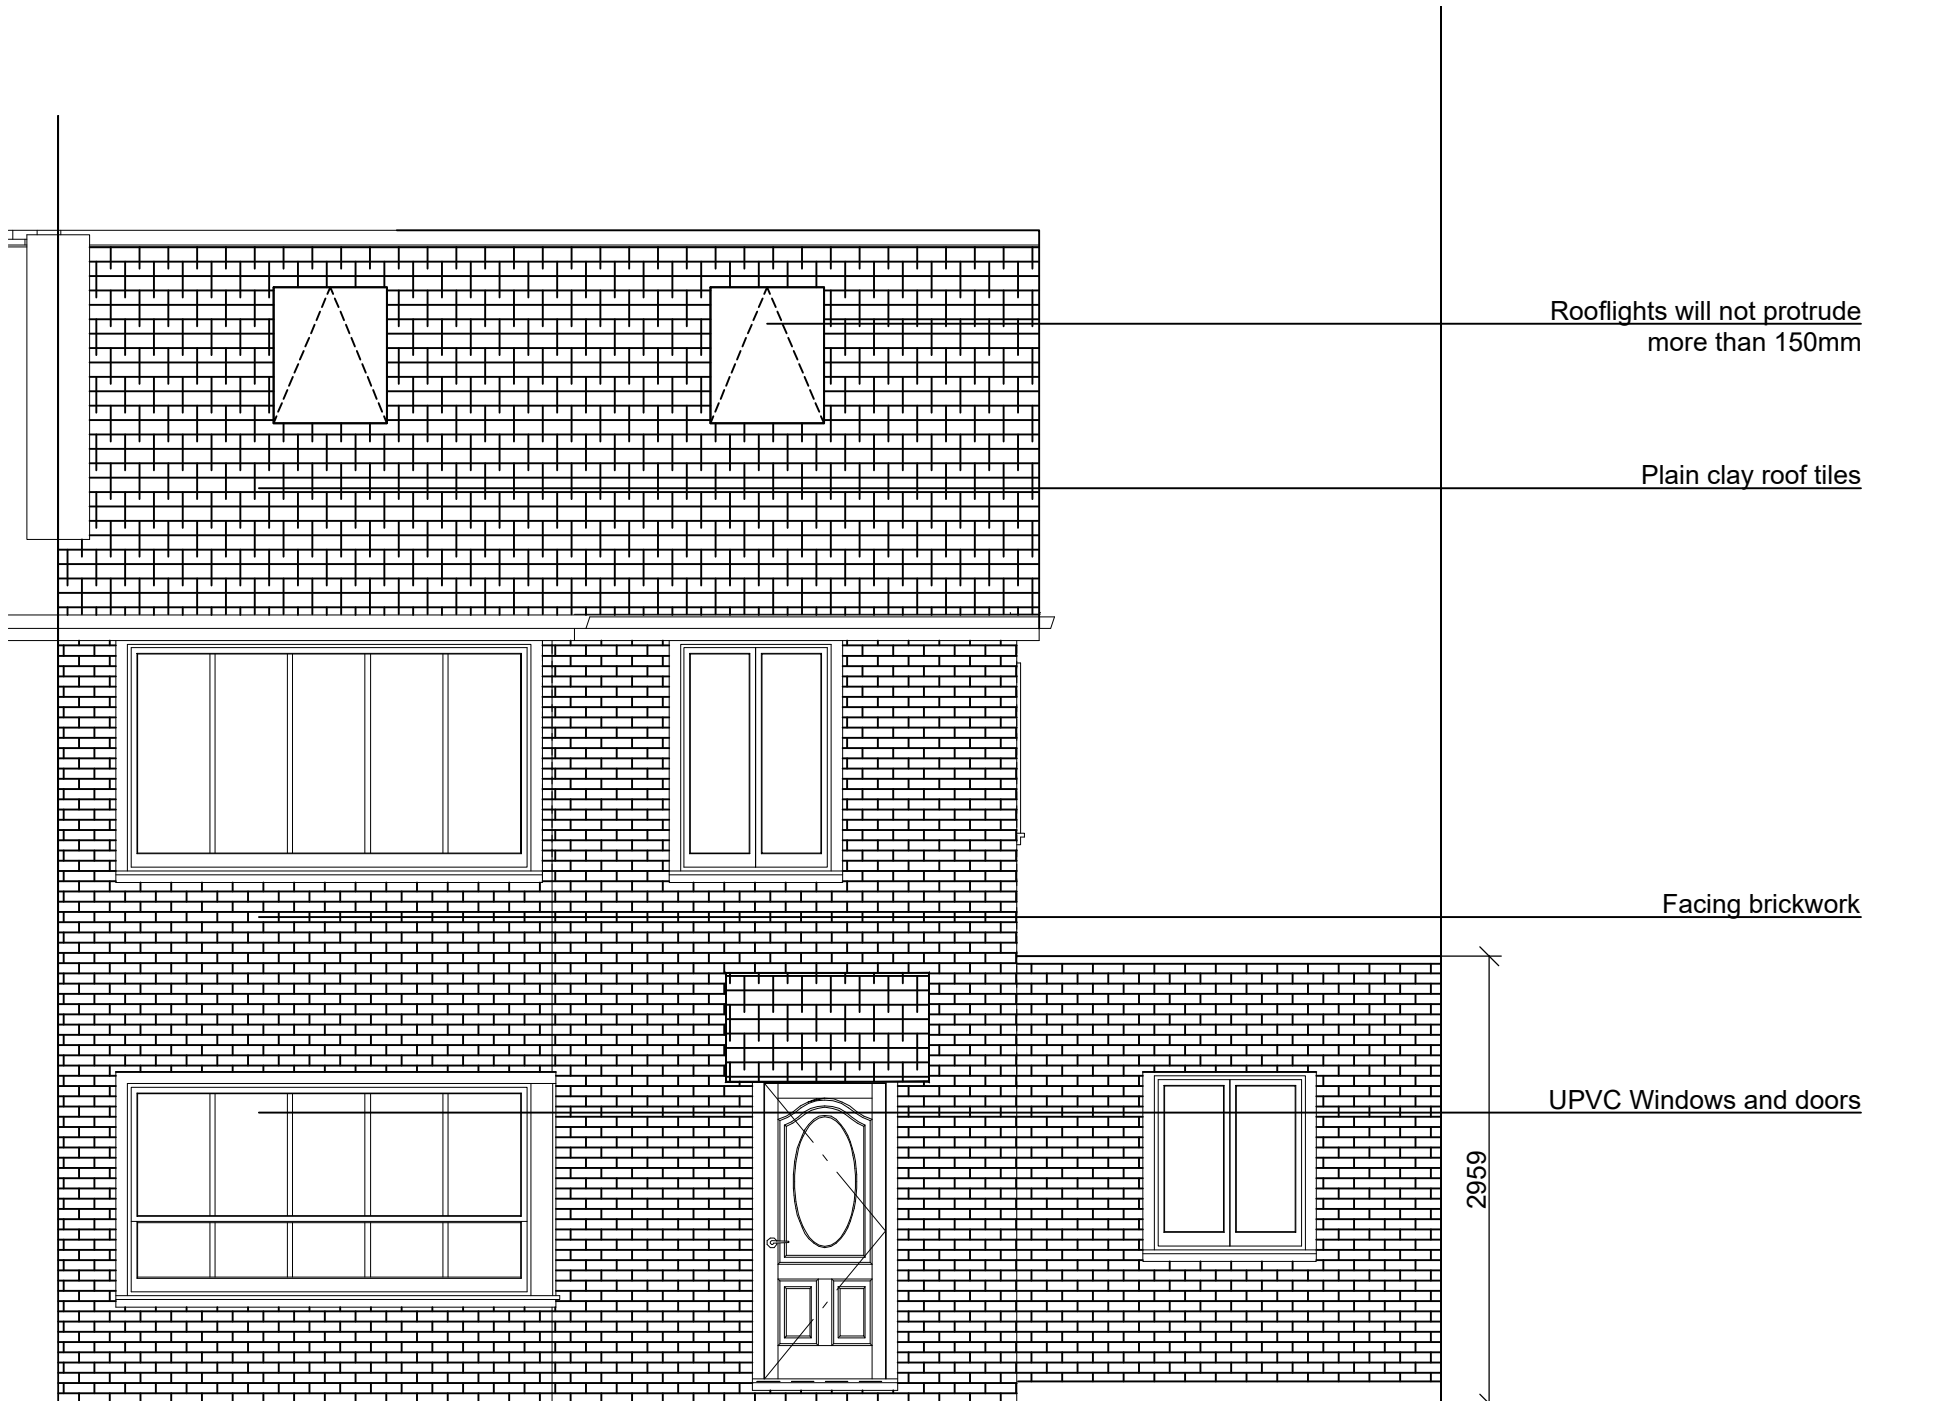 Rooflights will not protrude
more than 150mm
Plain clay roof tiles
Facing brickwork
UPVC Windows and doors
2959